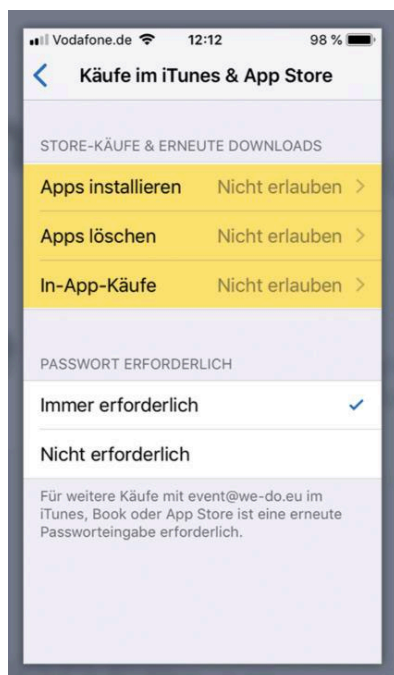 Vodafone.de 12:12 98 %
Käufe im iTunes & App Store
STORE-KÄUFE & ERNEUTE DOWNLOADS
Apps installieren Nicht erlauben
Apps löschen Nicht erlauben
In-App-Käufe Nicht erlauben
PASSWORT ERFORDERLICH
Immer erforderlich
Nicht erforderlich
Für weitere Käufe mit event@we-do.eu im
iTunes, Book oder App Store ist eine erneute
Passworteingabe erforderlich.